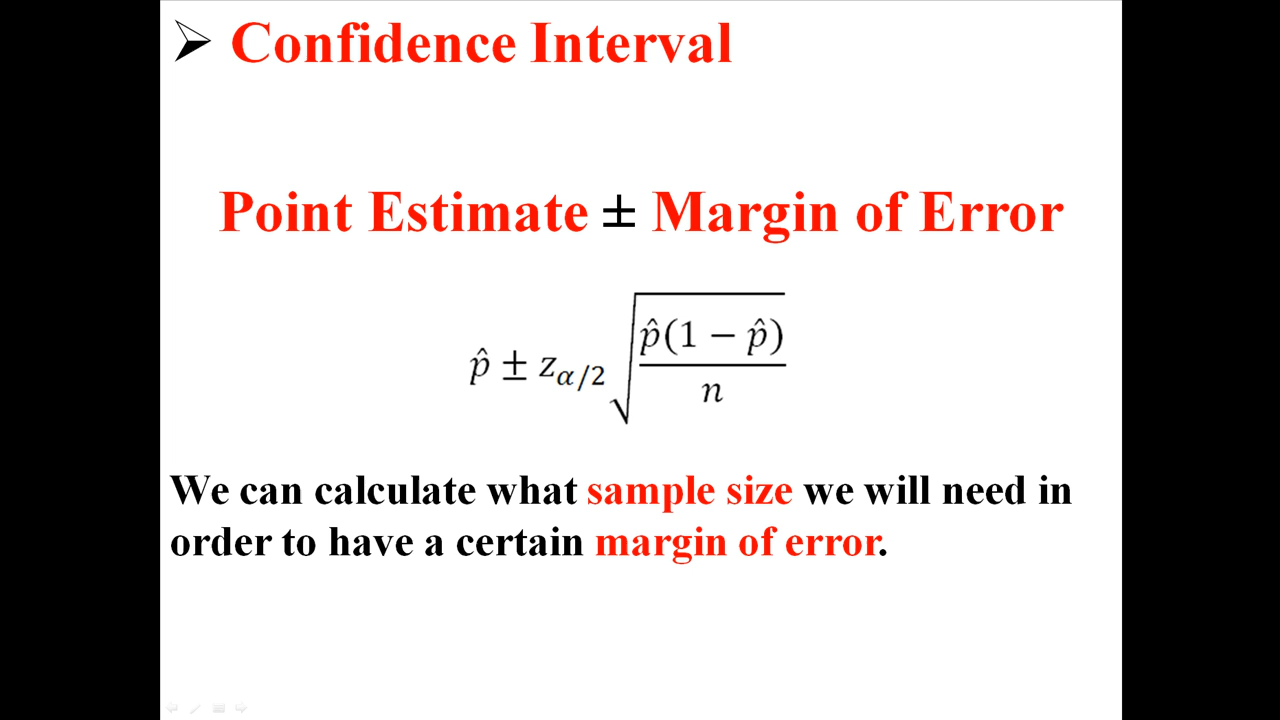 ➢ Confidence Interval
Point Estimate ± Margin of Error
p̂ ± z_{α/2} √(p̂(1 − p̂)/n)
We can calculate what sample size we will need in
order to have a certain margin of error.